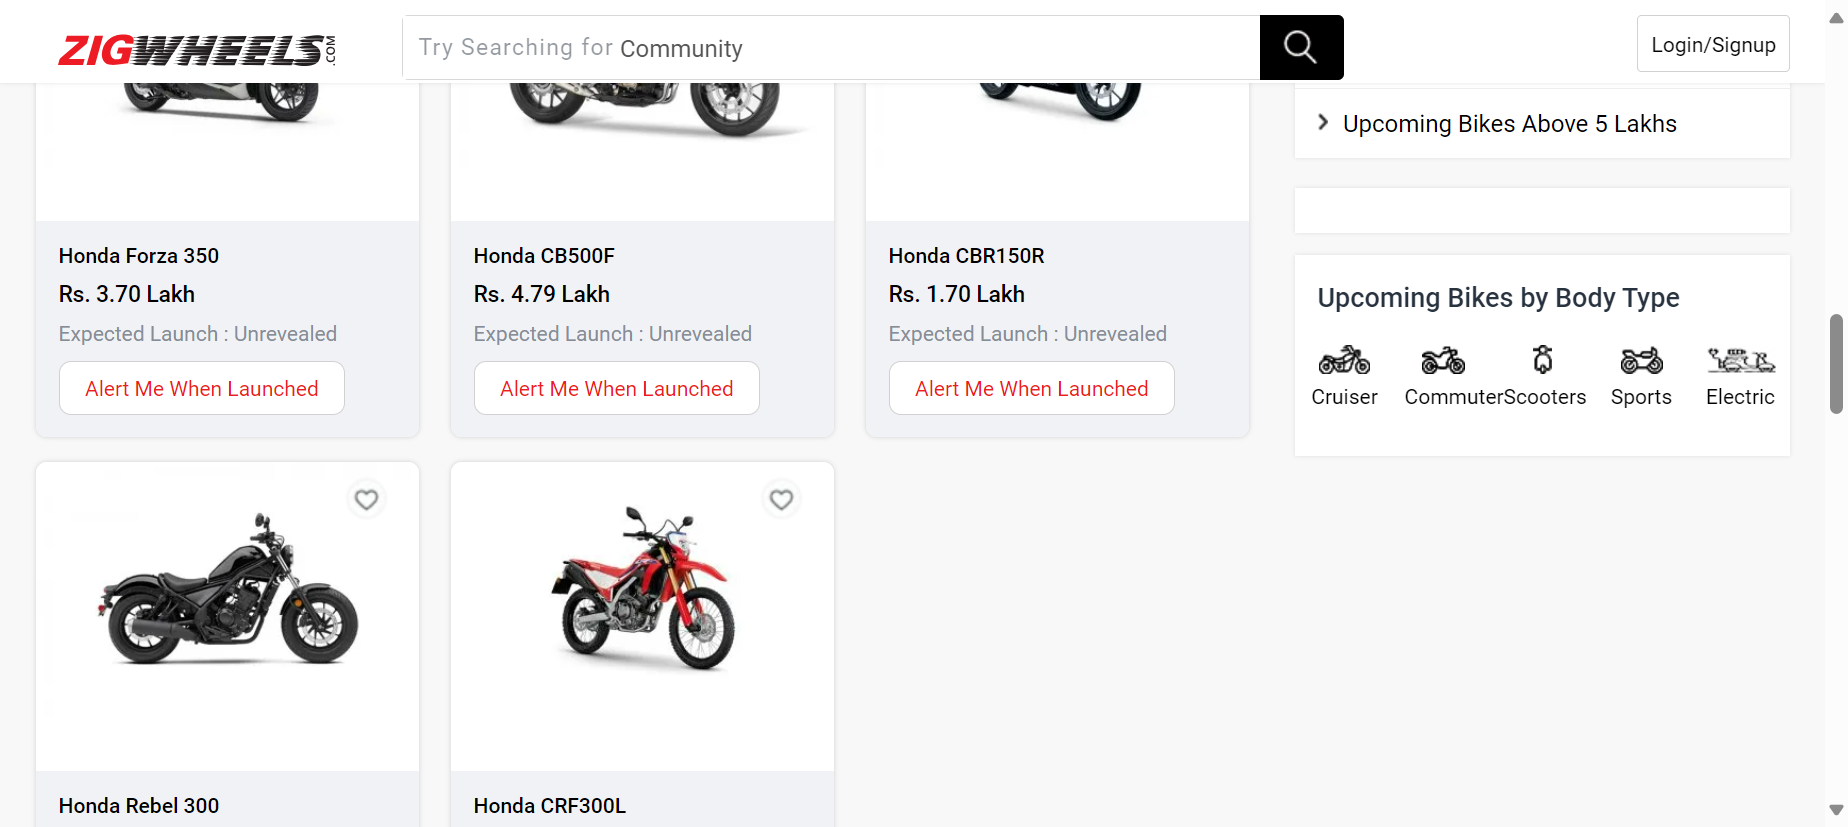 ZIGWHEELS.COM
Try Searching for Community
Login/Signup
Upcoming Bikes Above 5 Lakhs
Honda Forza 350
Rs. 3.70 Lakh
Expected Launch : Unrevealed
Alert Me When Launched
Honda CB500F
Rs. 4.79 Lakh
Expected Launch : Unrevealed
Alert Me When Launched
Honda CBR150R
Rs. 1.70 Lakh
Expected Launch : Unrevealed
Alert Me When Launched
Upcoming Bikes by Body Type
Cruiser
Commuter
Scooters
Sports
Electric
Honda Rebel 300
Honda CRF300L